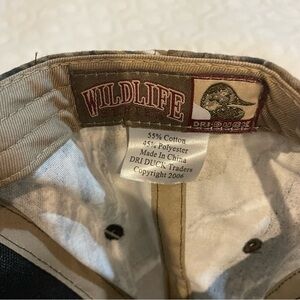 WILDLIFE
DRI DUCK
55% Cotton
45% Polyester
Made in China
DRI DUCK Traders
Copyright 2006